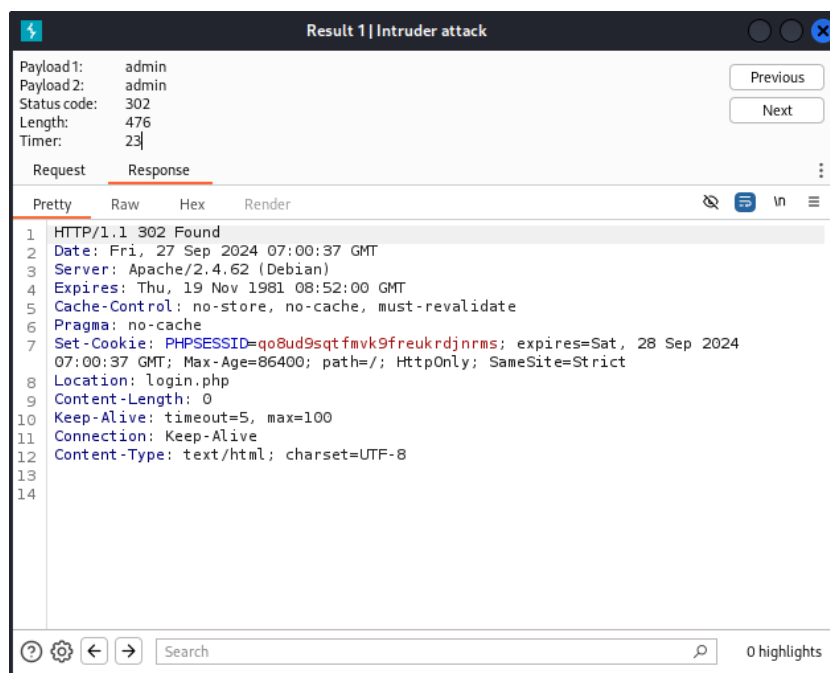 Result 1 | Intruder attack
Payload 1: admin
Payload 2: admin
Status code: 302
Length: 476
Timer: 23
Previous
Next
Request Response
Pretty Raw Hex Render \n
1 HTTP/1.1 302 Found
2 Date: Fri, 27 Sep 2024 07:00:37 GMT
3 Server: Apache/2.4.62 (Debian)
4 Expires: Thu, 19 Nov 1981 08:52:00 GMT
5 Cache-Control: no-store, no-cache, must-revalidate
6 Pragma: no-cache
7 Set-Cookie: PHPSESSID=qo8ud9sqtfmvk9freukrdjnrms; expires=Sat, 28 Sep 2024
07:00:37 GMT; Max-Age=86400; path=/; HttpOnly; SameSite=Strict
8 Location: login.php
9 Content-Length: 0
10 Keep-Alive: timeout=5, max=100
11 Connection: Keep-Alive
12 Content-Type: text/html; charset=UTF-8
13
14
Search 0 highlights